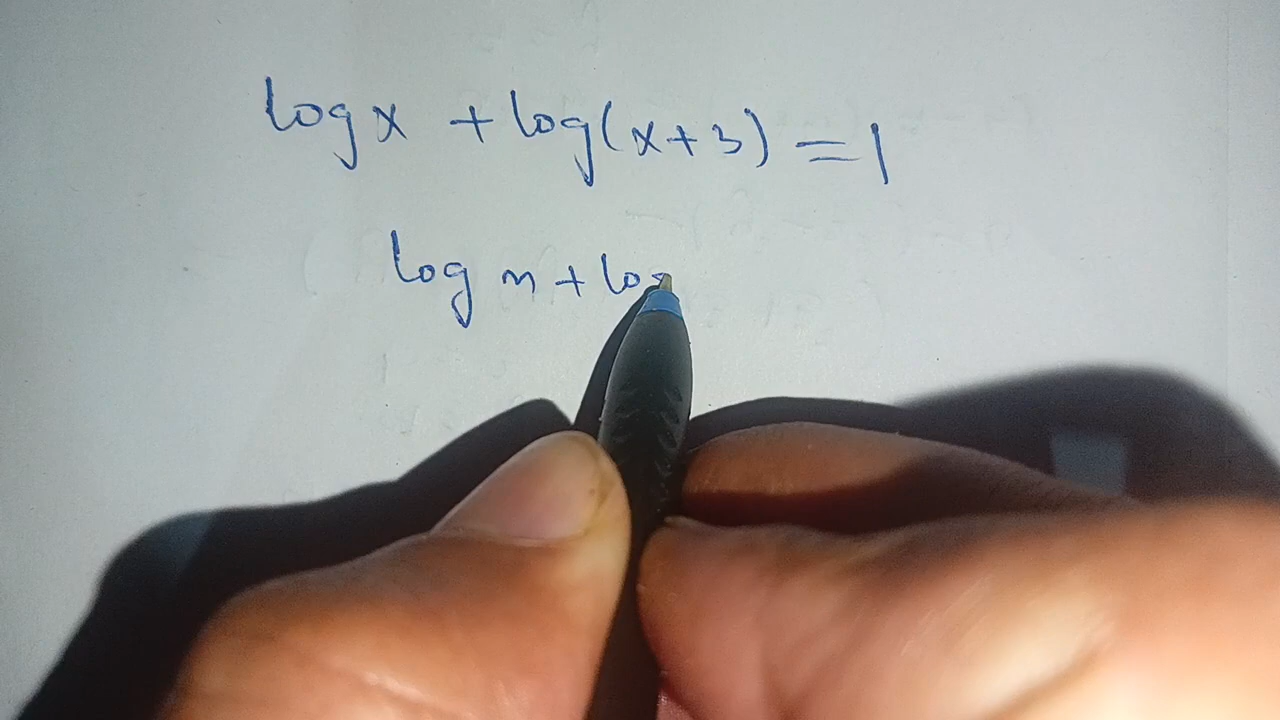 log x + log(x+3) = 1
log m + lo